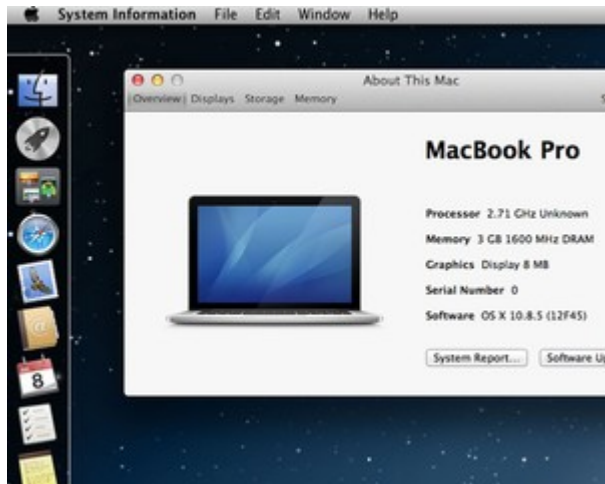 System Information File Edit Window Help
About This Mac
Overview Displays Storage Memory
MacBook Pro
Processor 2.71 GHz Unknown
Memory 3 GB 1600 MHz DRAM
Graphics Display 8 MB
Serial Number 0
Software OS X 10.8.5 (12F45)
System Report... Software Up
8